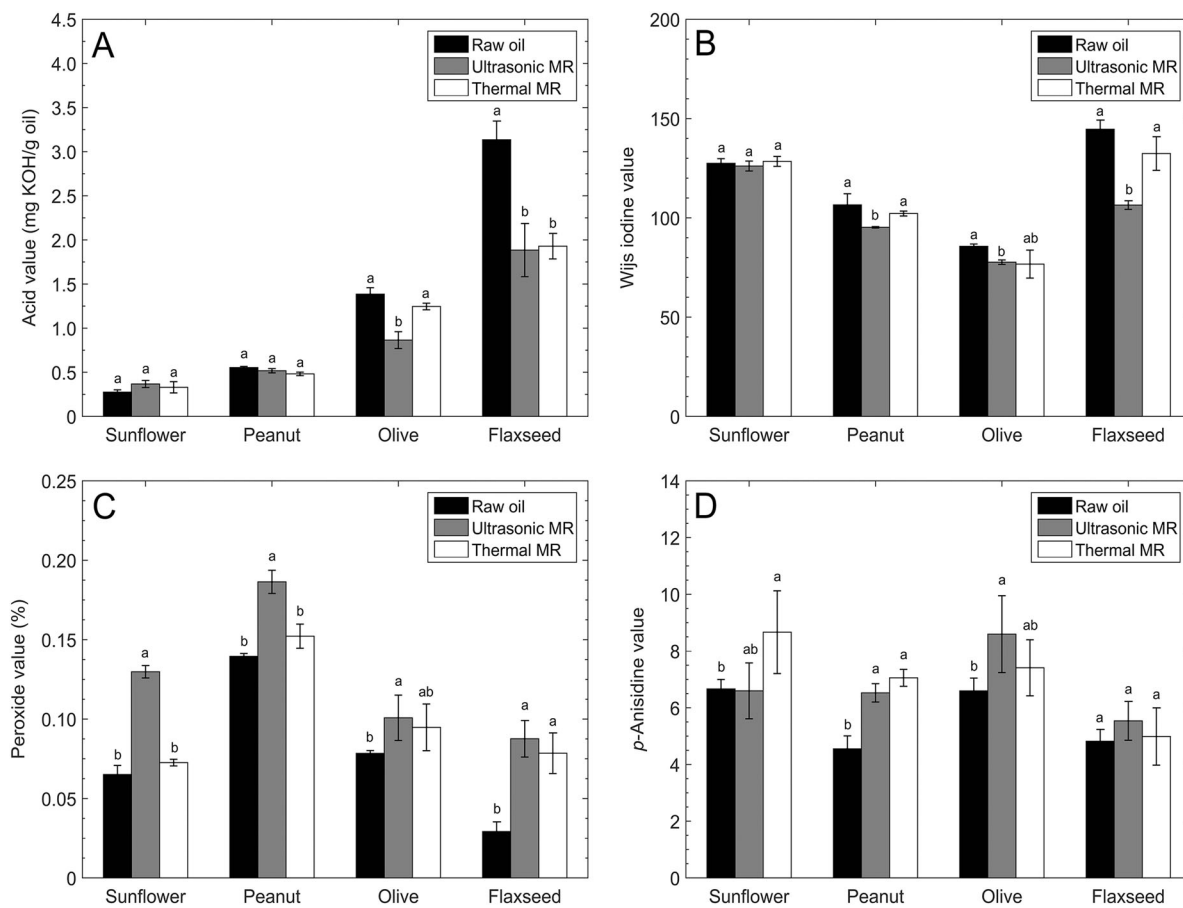 A
Raw oil
Ultrasonic MR
Thermal MR
Acid value (mg KOH/g oil)
4.5
4.0
3.5
3.0
2.5
2.0
1.5
1.0
0.5
0
a a a
a a a
a b a
a b b
Sunflower Peanut Olive Flaxseed
B
Raw oil
Ultrasonic MR
Thermal MR
Wijs iodine value
200
150
100
50
0
a a a
a b a
a b ab
a b a
Sunflower Peanut Olive Flaxseed
C
Raw oil
Ultrasonic MR
Thermal MR
Peroxide value (%)
0.25
0.20
0.15
0.10
0.05
0
b a b
b a b
b a ab
b a a
Sunflower Peanut Olive Flaxseed
D
Raw oil
Ultrasonic MR
Thermal MR
p-Anisidine value
14
12
10
8
6
4
2
0
b ab a
b a a
b a ab
a a a
Sunflower Peanut Olive Flaxseed